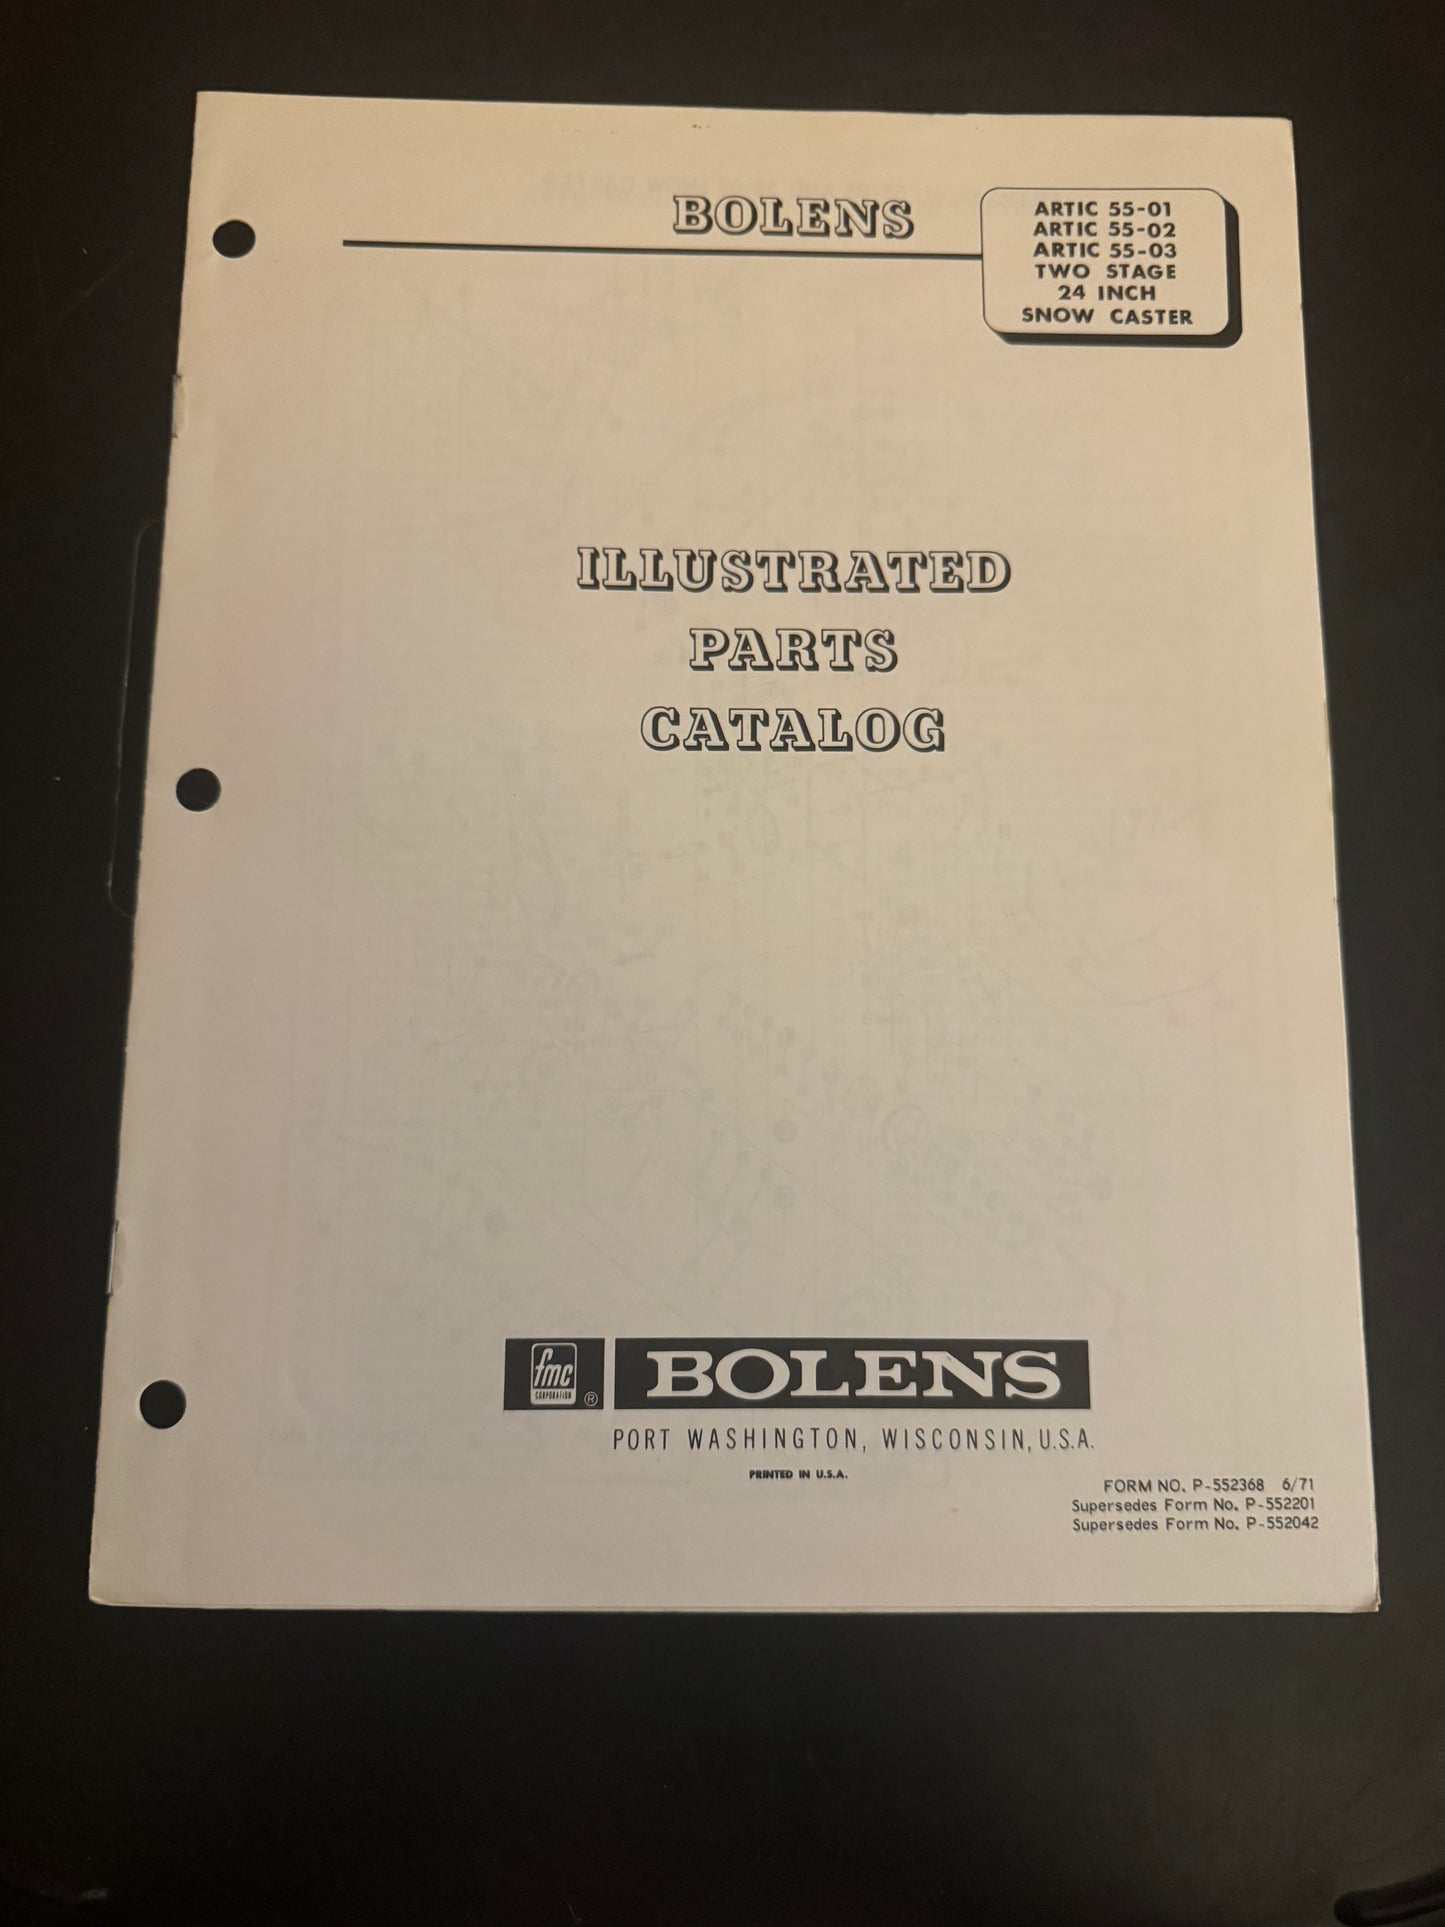 BOLENS
ARTIC 55-01
ARTIC 55-02
ARTIC 55-03
TWO STAGE
24 INCH
SNOW CASTER
ILLUSTRATED
PARTS
CATALOG
fmc
CORPORATION
®
BOLENS
PORT WASHINGTON, WISCONSIN, U.S.A.
PRINTED IN U.S.A.
FORM NO. P-552368 6/71
Supersedes Form No. P-552201
Supersedes Form No. P-552042